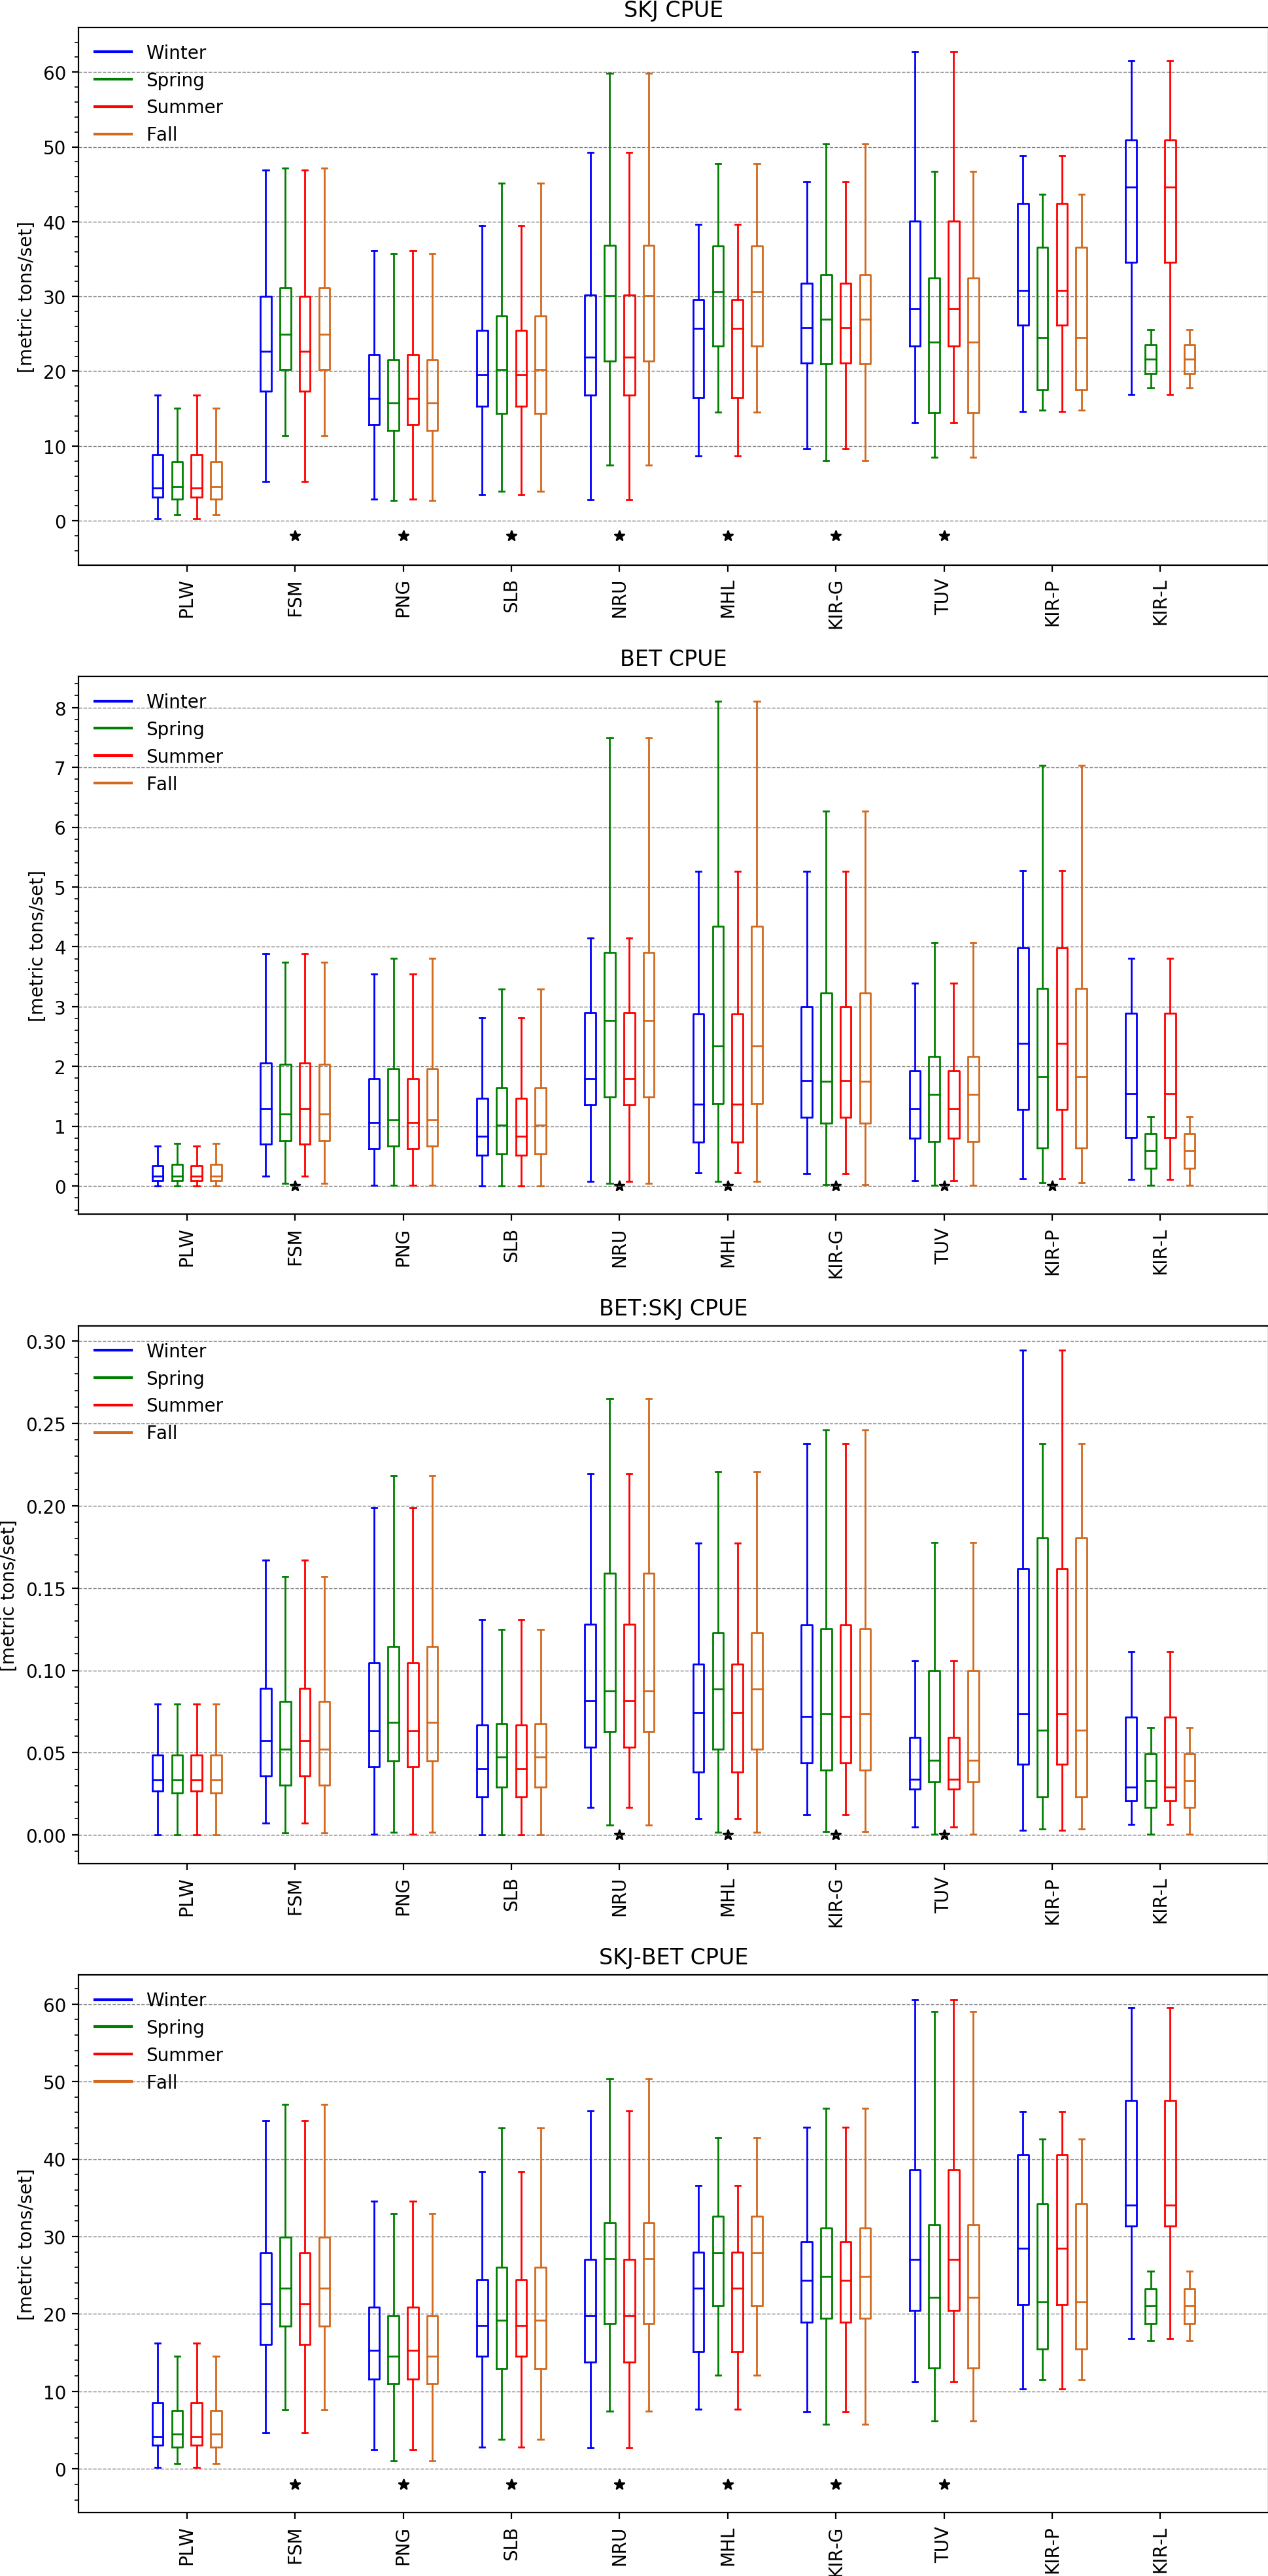 SKJ CPUE
Winter
Spring
Summer
Fall
60
50
40
30
20
10
0
[metric tons/set]
PLW FSM PNG SLB NRU MHL KIR-G TUV KIR-P KIR-L
BET CPUE
Winter
Spring
Summer
Fall
8
7
6
5
4
3
2
1
0
[metric tons/set]
PLW FSM PNG SLB NRU MHL KIR-G TUV KIR-P KIR-L
BET:SKJ CPUE
Winter
Spring
Summer
Fall
0.30
0.25
0.20
0.15
0.10
0.05
0.00
[metric tons/set]
PLW FSM PNG SLB NRU MHL KIR-G TUV KIR-P KIR-L
SKJ-BET CPUE
Winter
Spring
Summer
Fall
60
50
40
30
20
10
0
[metric tons/set]
PLW FSM PNG SLB NRU MHL KIR-G TUV KIR-P KIR-L